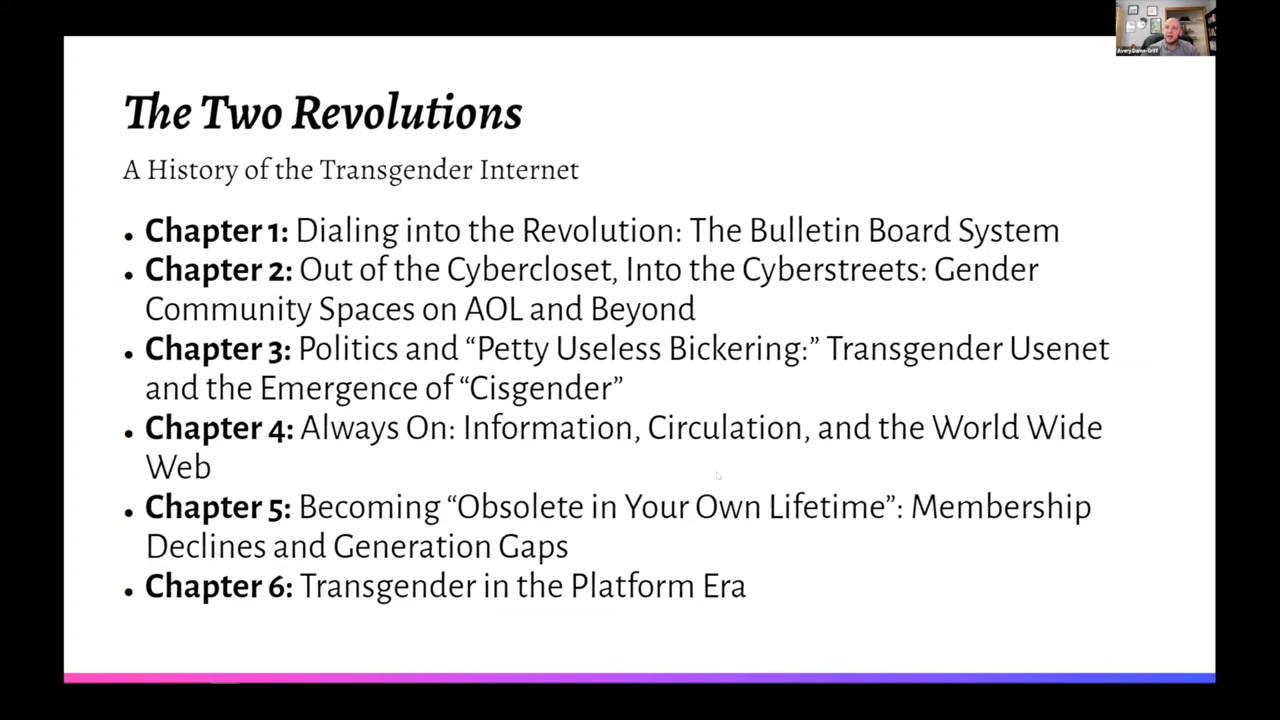 Avery Dame-Griff
The Two Revolutions
A History of the Transgender Internet
• Chapter 1: Dialing into the Revolution: The Bulletin Board System
• Chapter 2: Out of the Cybercloset, Into the Cyberstreets: Gender
Community Spaces on AOL and Beyond
• Chapter 3: Politics and “Petty Useless Bickering:” Transgender Usenet
and the Emergence of “Cisgender”
• Chapter 4: Always On: Information, Circulation, and the World Wide
Web
• Chapter 5: Becoming “Obsolete in Your Own Lifetime”: Membership
Declines and Generation Gaps
• Chapter 6: Transgender in the Platform Era